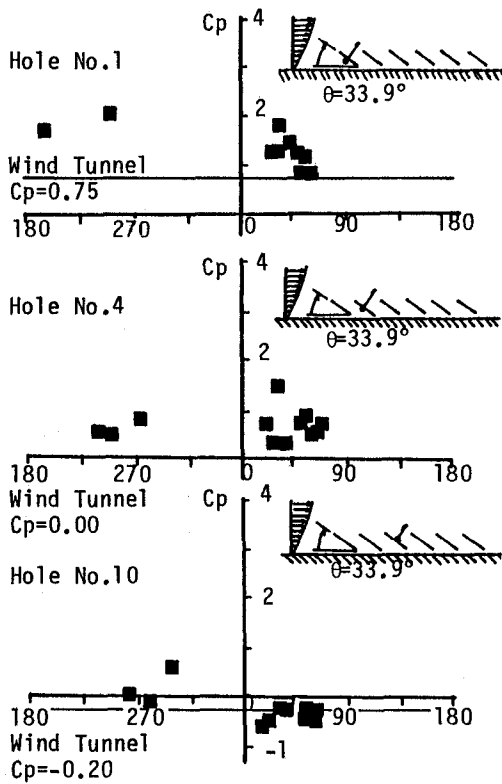 Cp 4
Hole No.1
θ=33.9°
2
Wind Tunnel
Cp=0.75
180 270 0 90 180
Cp 4
Hole No.4
θ=33.9°
2
180 270 0 90 180
Wind Tunnel
Cp=0.00
Cp 4
θ=33.9°
Hole No.10
2
180 270 0 90 180
Wind Tunnel
Cp=-0.20
-1